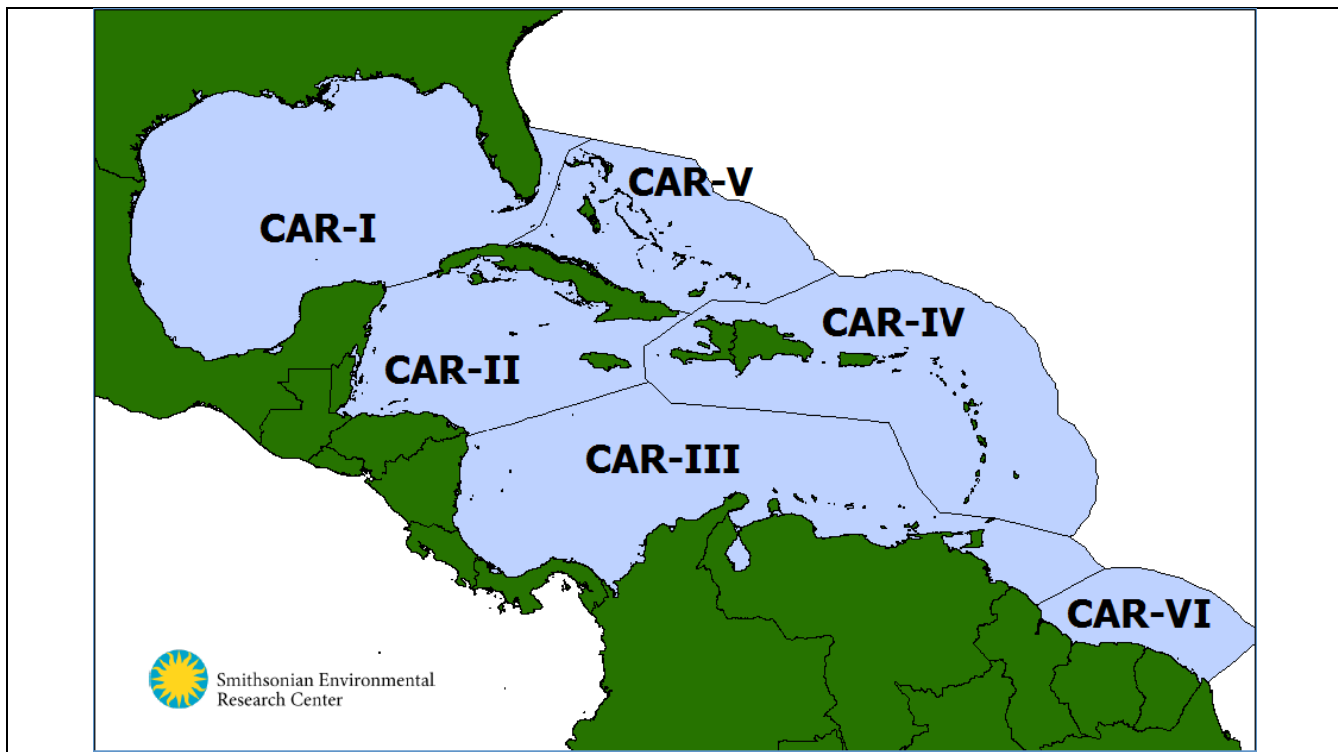 CAR-V
CAR-I
CAR-IV
CAR-II
CAR-III
CAR-VI
Smithsonian Environmental
Research Center